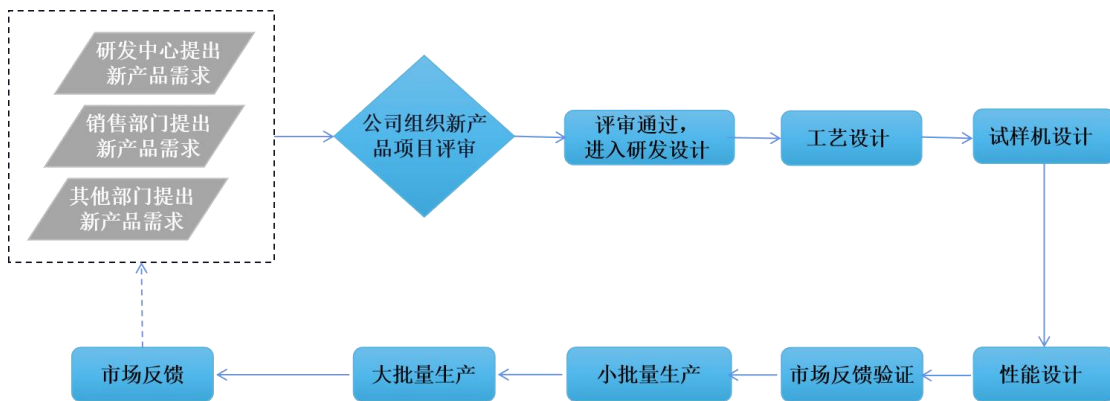 研发中心提出
新产品需求
销售部门提出
新产品需求
其他部门提出
新产品需求
公司组织新产
品项目评审
评审通过，
进入研发设计
工艺设计
试样机设计
性能设计
市场反馈验证
小批量生产
大批量生产
市场反馈